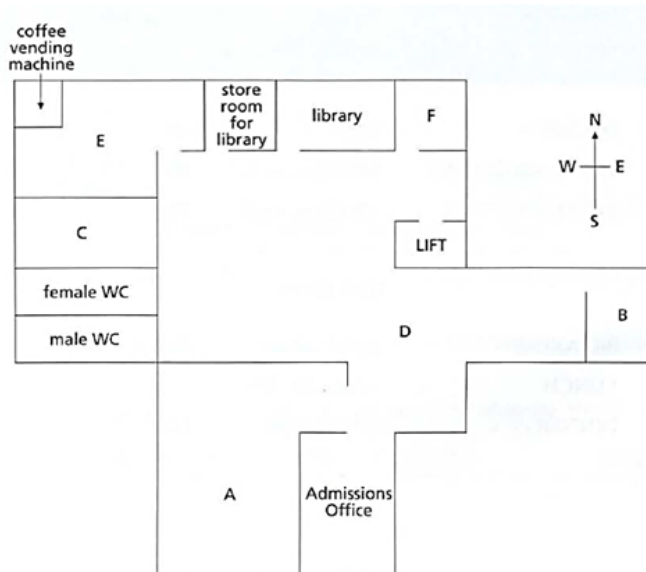 coffee
vending
machine
store
room
for
library
library
F
E
N
W
E
S
C
LIFT
female WC
B
D
male WC
A
Admissions
Office